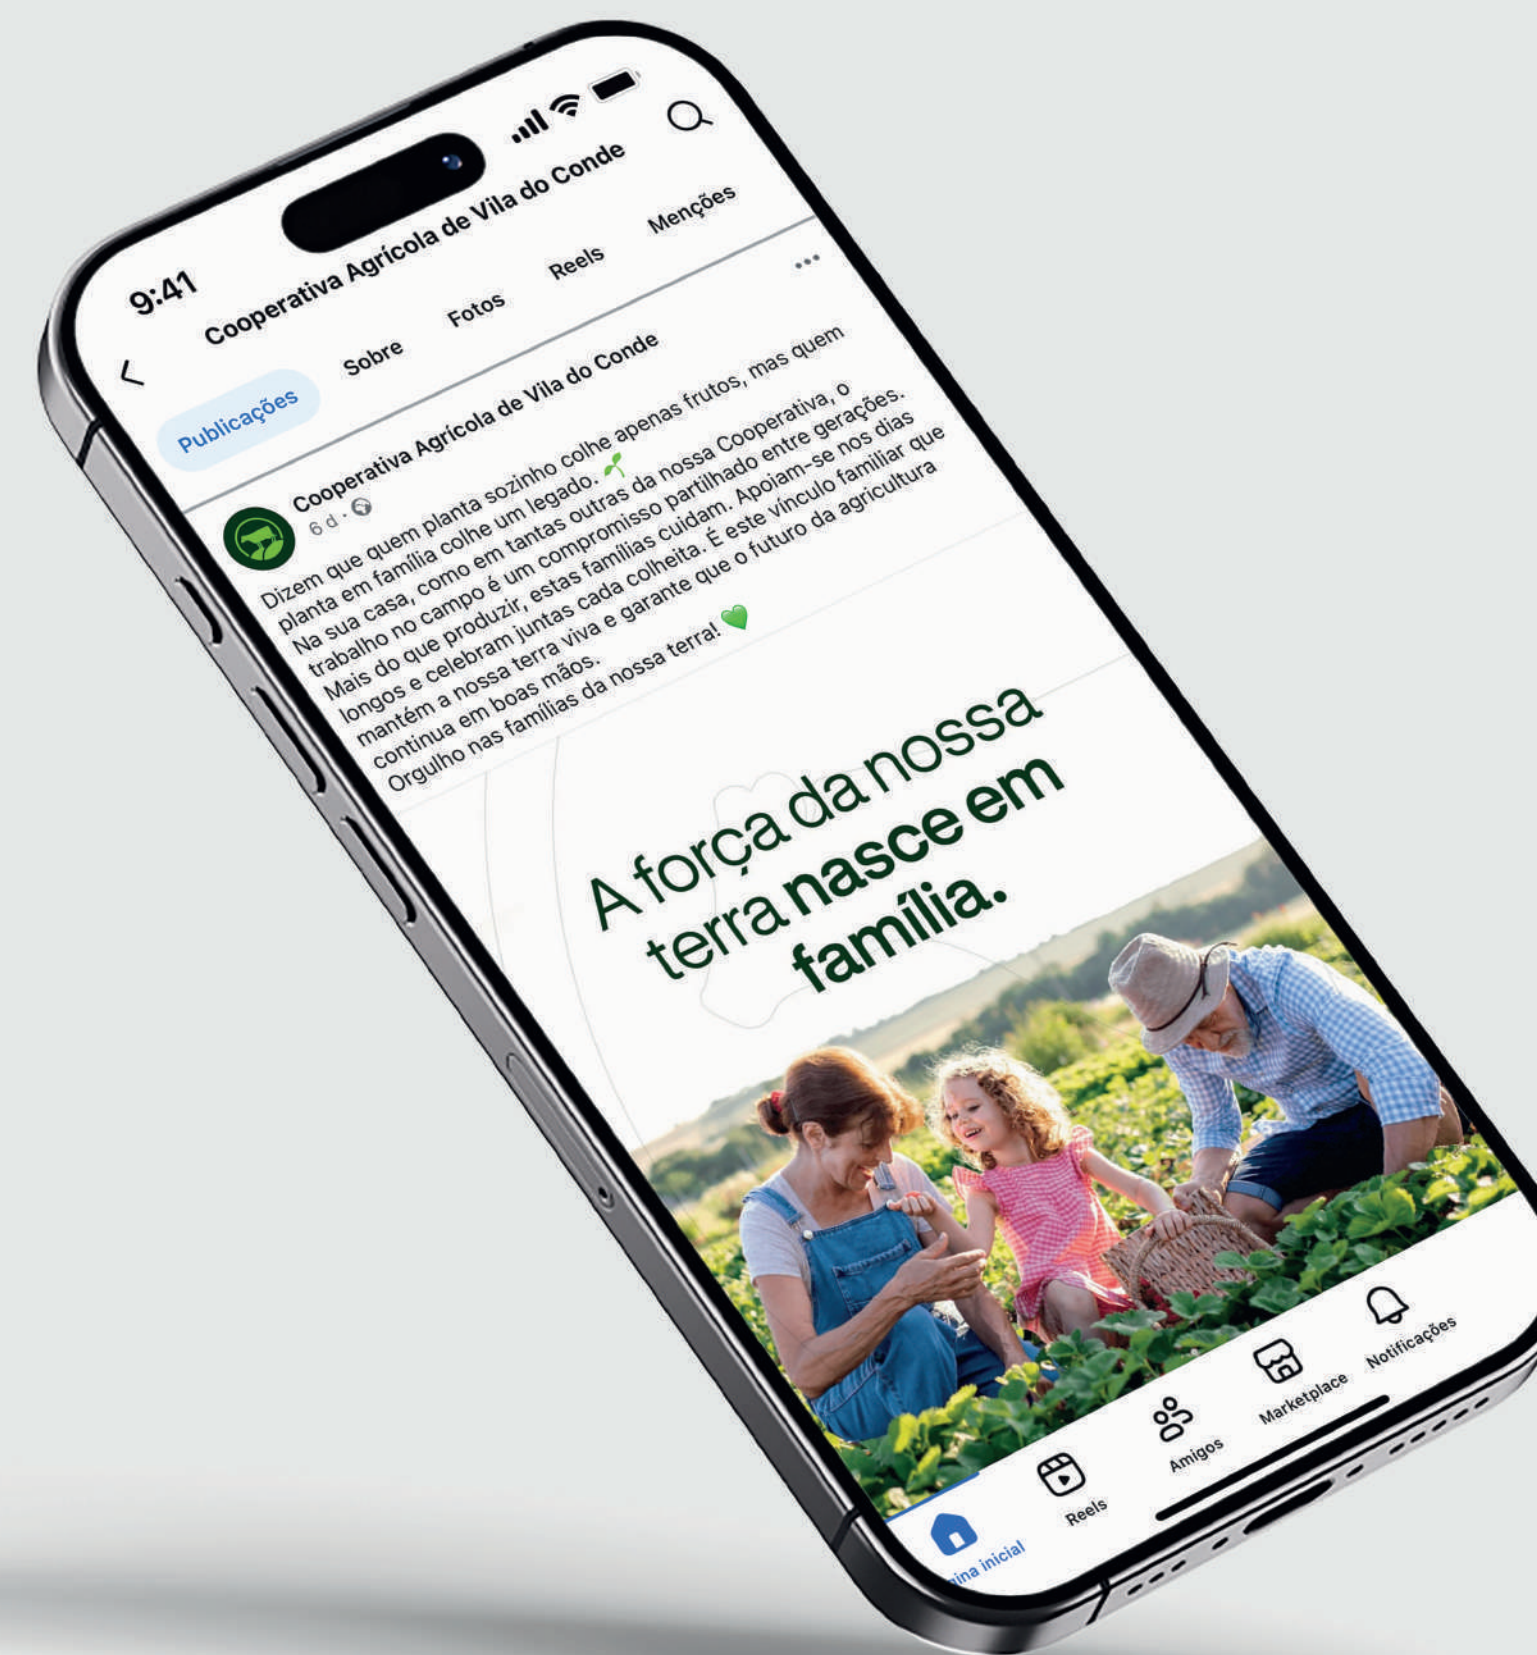 9:41
Cooperativa Agrícola de Vila do Conde
Publicações
Sobre
Fotos
Reels
Menções
Cooperativa Agrícola de Vila do Conde
6 d ·
Dizem que quem planta sozinho colhe apenas frutos, mas quem
planta em família colhe um legado. 🌱
Na sua casa, como em tantas outras da nossa Cooperativa, o
trabalho no campo é um compromisso partilhado entre gerações.
Mais do que produzir, estas famílias cuidam. Apoiam-se nos dias
longos e celebram juntas cada colheita. É este vínculo familiar que
mantém a nossa terra viva e garante que o futuro da agricultura
continua em boas mãos.
Orgulho nas famílias da nossa terra! 💚
A força da nossa
terra nasce em
família.
gina inicial
Reels
Amigos
Marketplace
Notificações